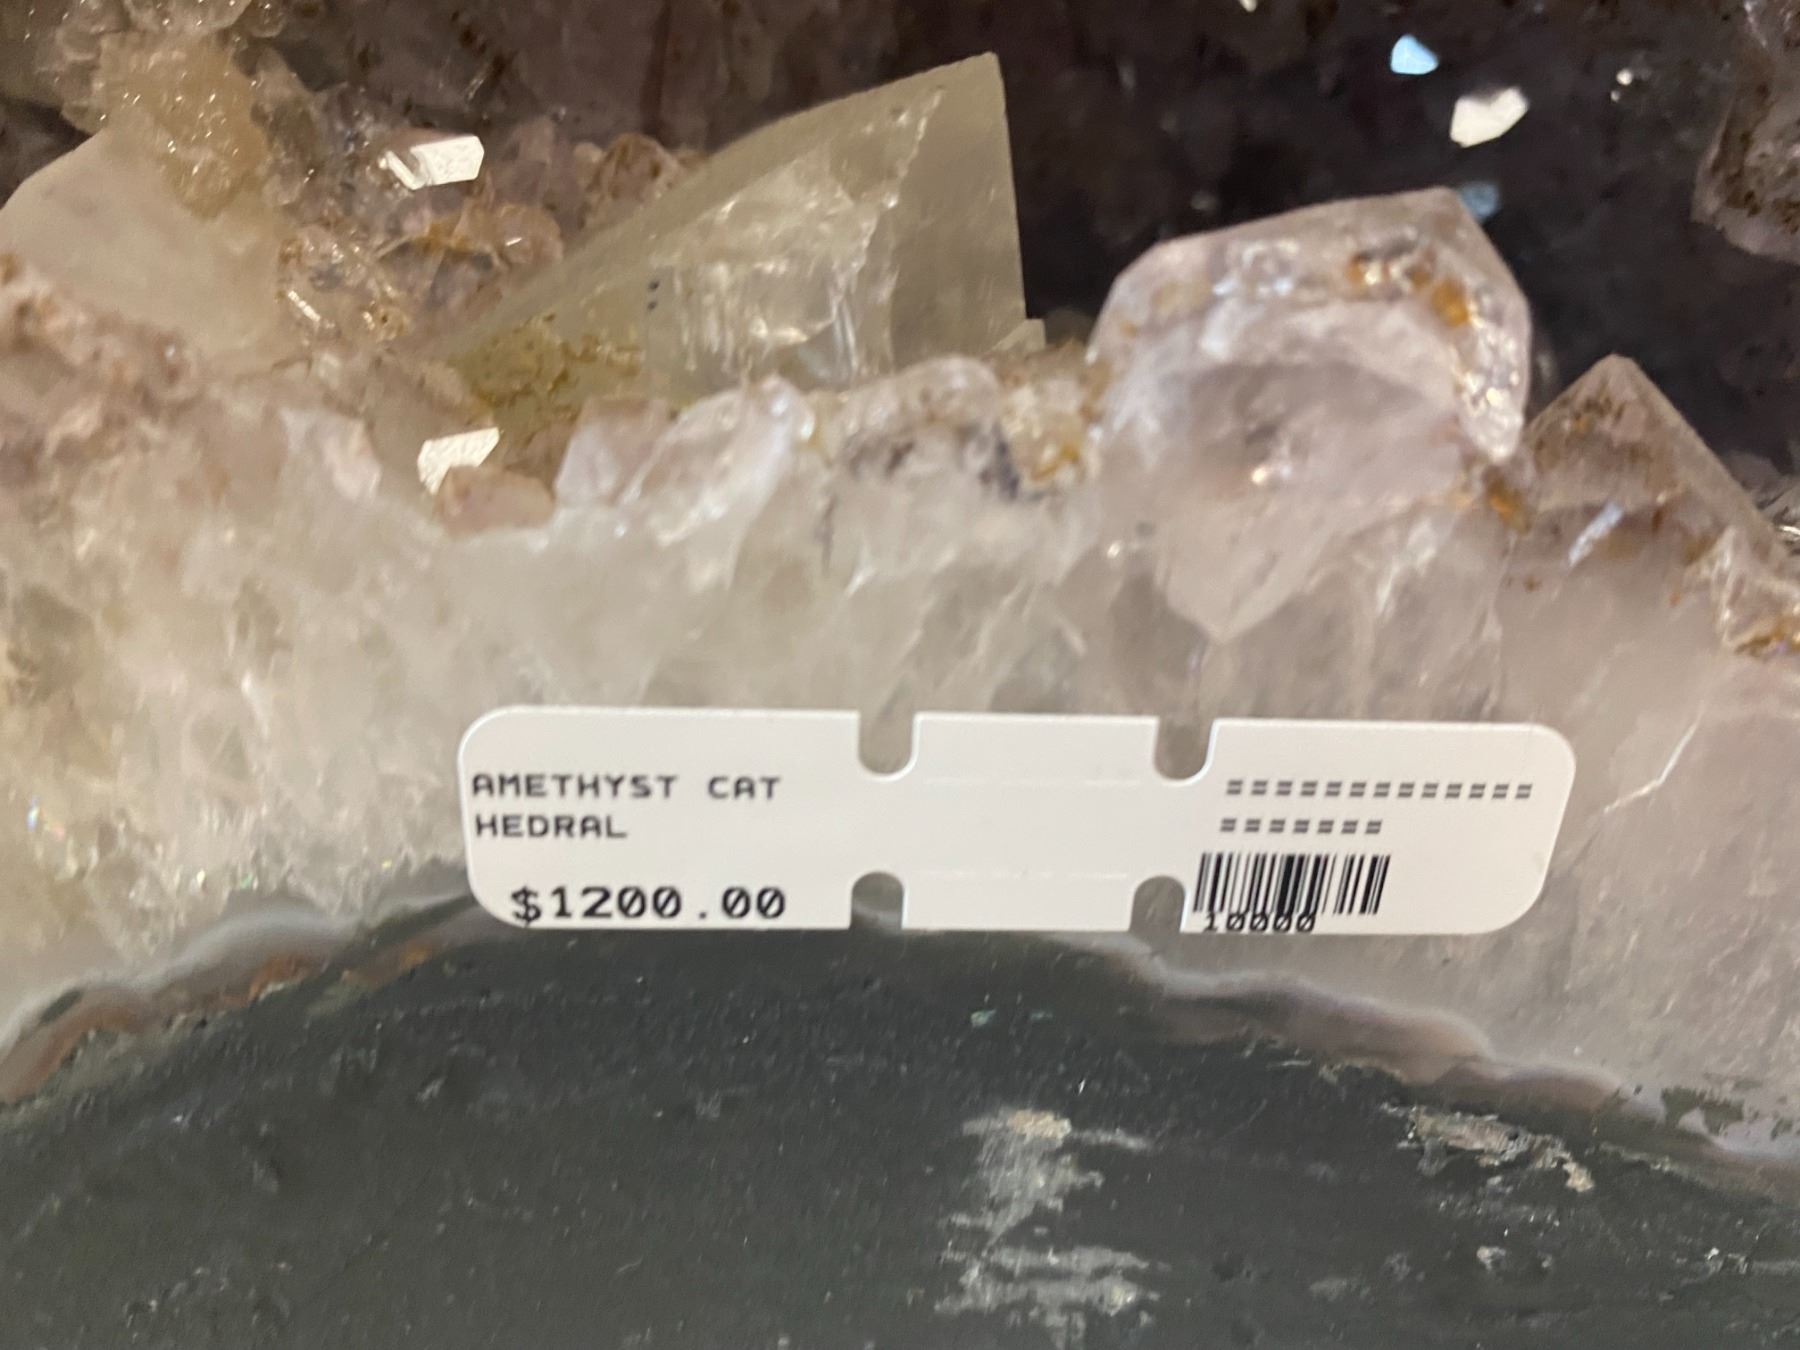 AMETHYST CAT
HEDRAL
$1200.00
=============
=======
10000